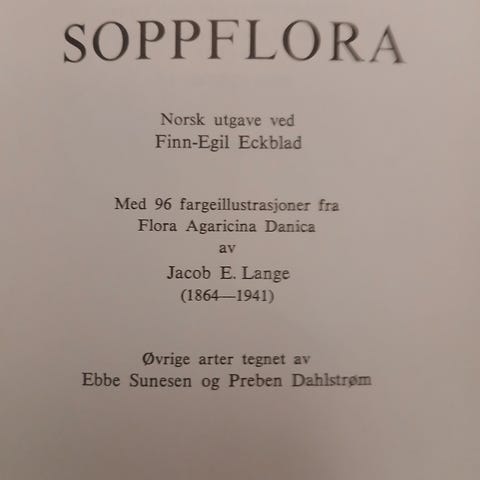 SOPPFLORA
Norsk utgave ved
Finn-Egil Eckblad
Med 96 fargeillustrasjoner fra
Flora Agaricina Danica
av
Jacob E. Lange
(1864—1941)
Øvrige arter tegnet av
Ebbe Sunesen og Preben Dahlstrøm